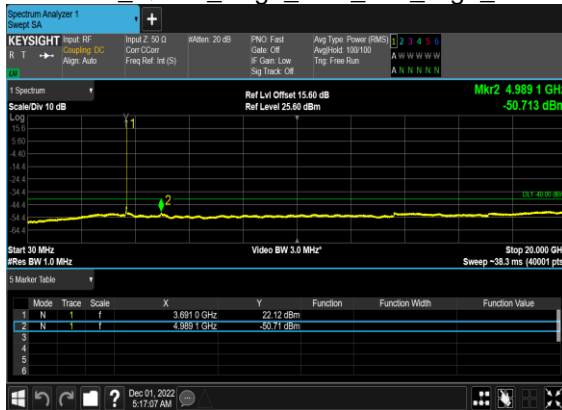 Spectrum Analyzer 1
Swept SA
KEYSIGHT Input: RF Input Z: 50 Ω #Atten: 20 dB PNO: Fast Avg Type: Power (RMS) 1 2 3 4 5 6
R T Coupling: DC Corr CCorr Gate: Off Avg|Hold: 100/100 A W W W W W
Align: Auto Freq Ref: Int (S) IF Gain: Low Trig: Free Run
Sig Track: Off A N N N N N
1 Spectrum Ref Lvl Offset 15.60 dB Mkr2 4.989 1 GHz
Scale/Div 10 dB Ref Level 25.60 dBm -50.713 dBm
Log
15.6
5.60
-4.40
-14.4
-24.4
-34.4
-44.4
-54.4
-64.4
1
2
Start 30 MHz Video BW 3.0 MHz* Stop 20.000 GH
#Res BW 1.0 MHz Sweep ~38.3 ms (40001 pts
5 Marker Table
Mode Trace Scale X Y Function Function Width Function Value
1 N 1 f 3.691 0 GHz 22.12 dBm
2 N 1 f 4.989 1 GHz -50.71 dBm
3
4
5
6
? Dec 01, 2022
5:17:07 AM